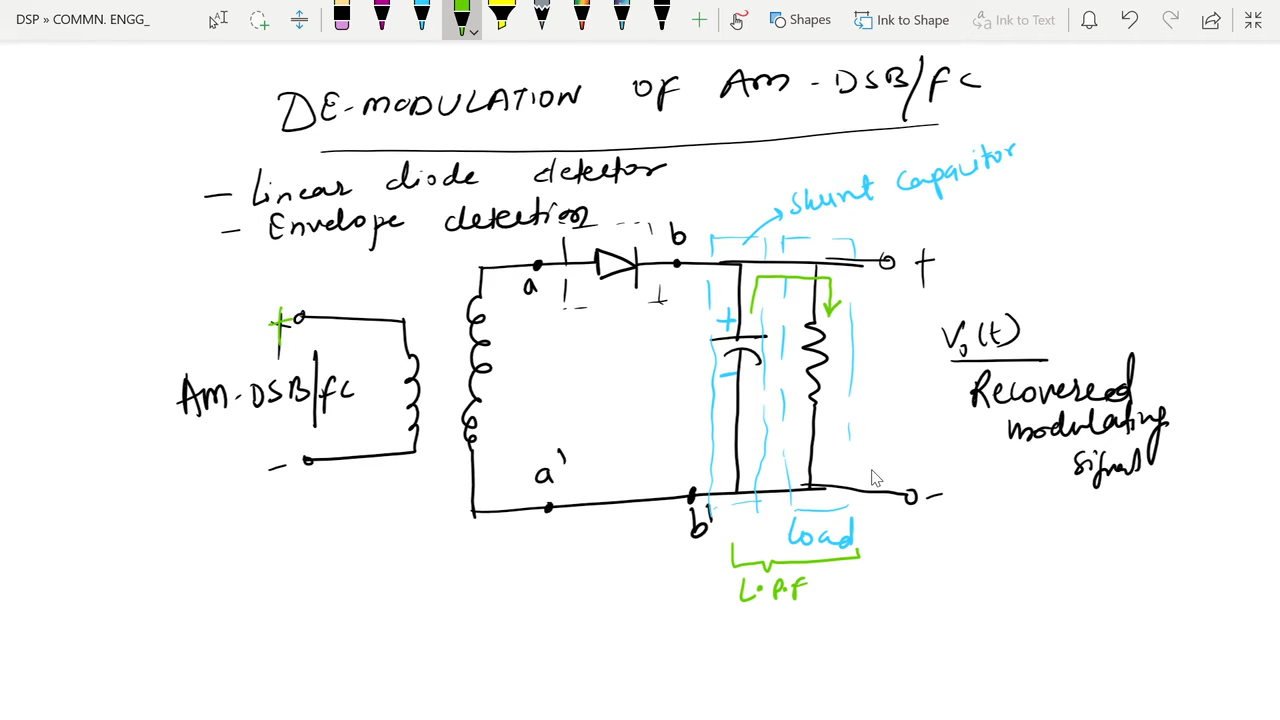 DSP » COMMN. ENGG_
Shapes
Ink to Shape
Ink to Text
DE-MODULATION OF AM-DSB/FC
- Linear diode detector
- Envelope detection
Shunt Capacitor
a
b
+
+
AM-DSB/FC
-
+
-
V₀(t)
Recovered
modulating
signal
a'
b'
-
Load
L.P.F